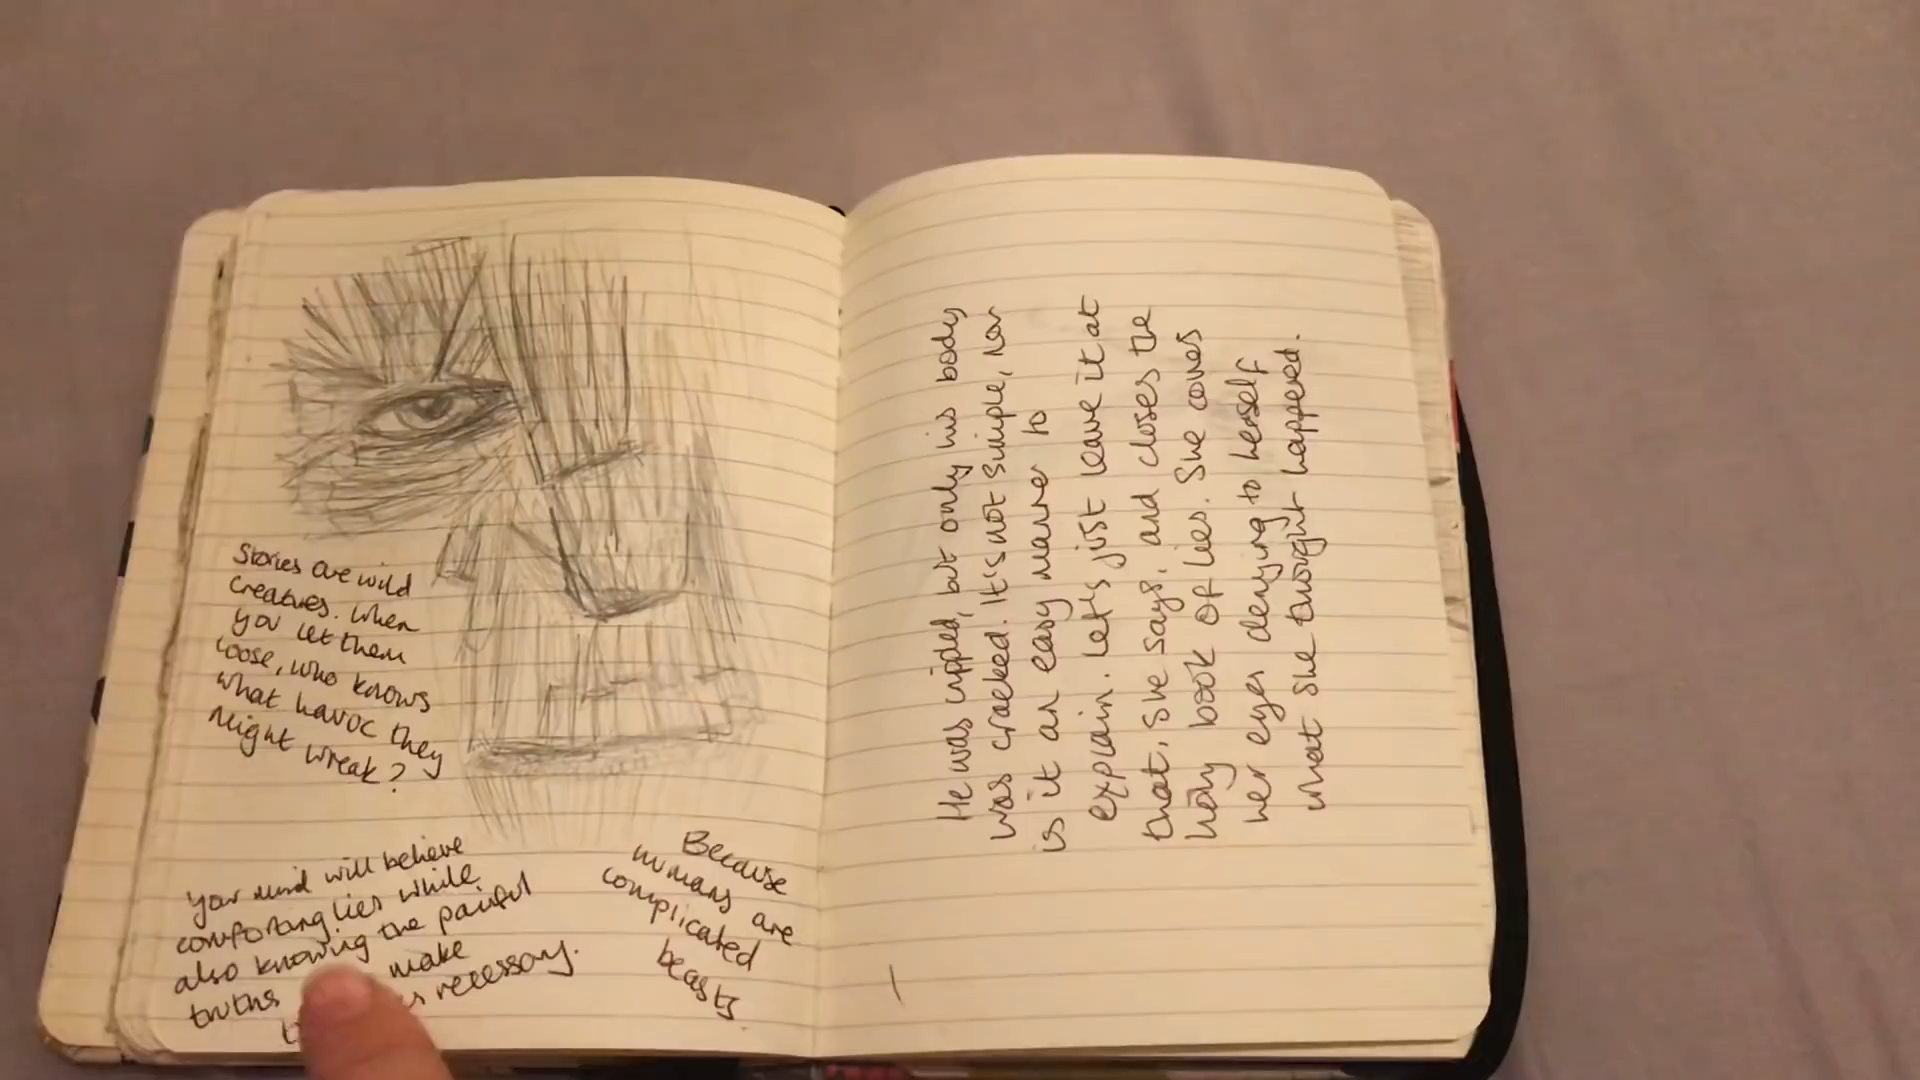 Stories are wild
creatures. When
you let them
loose, who knows
what havoc they
might wreak?
Your mind will believe
comforting lies while
also knowing the painful
truths make
necessary.
Because
humans are
complicated
beasts
He was crippled, but only his body
was cracked. It's not simple, nor
is it an easy to
explain. Let's just leave it at
that, she says, and closes the
holy book of lies. She covers
her eyes denying to herself
what she thought happened.